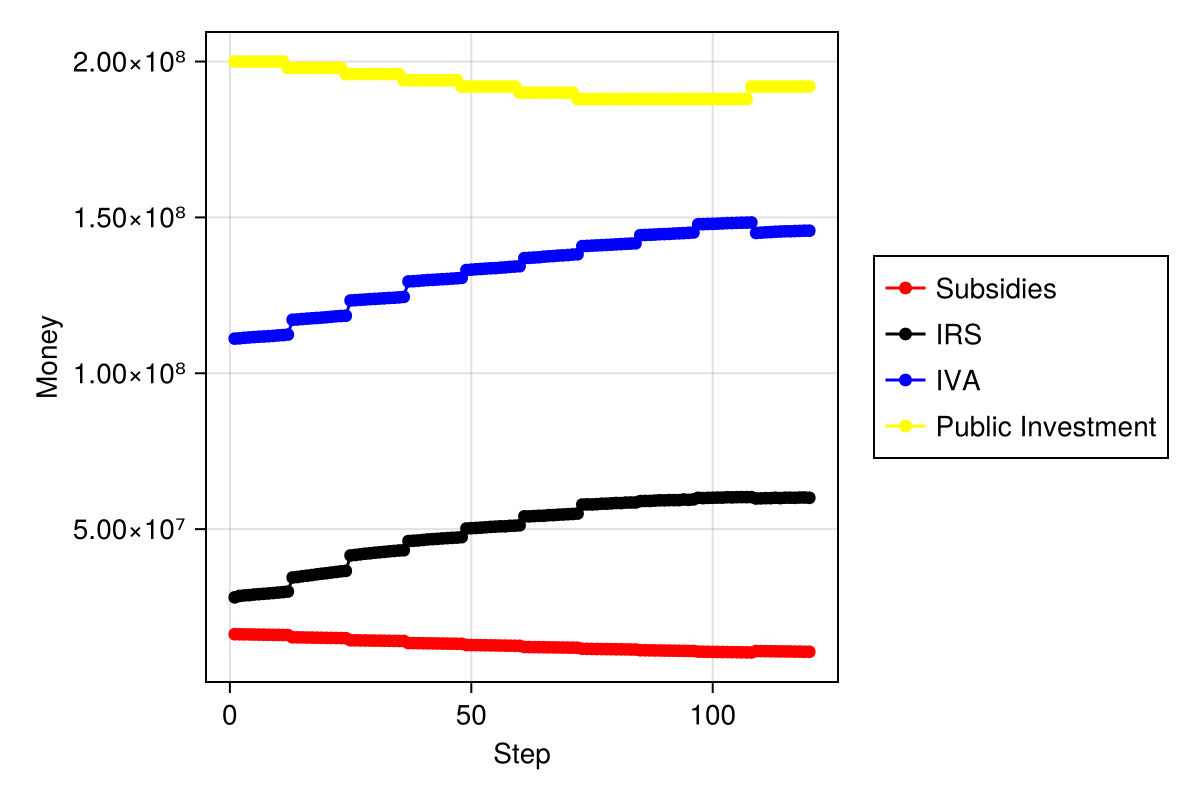 2.00×10⁸
1.50×10⁸
1.00×10⁸
5.00×10⁷
Money
0 50 100
Step
Subsidies
IRS
IVA
Public Investment